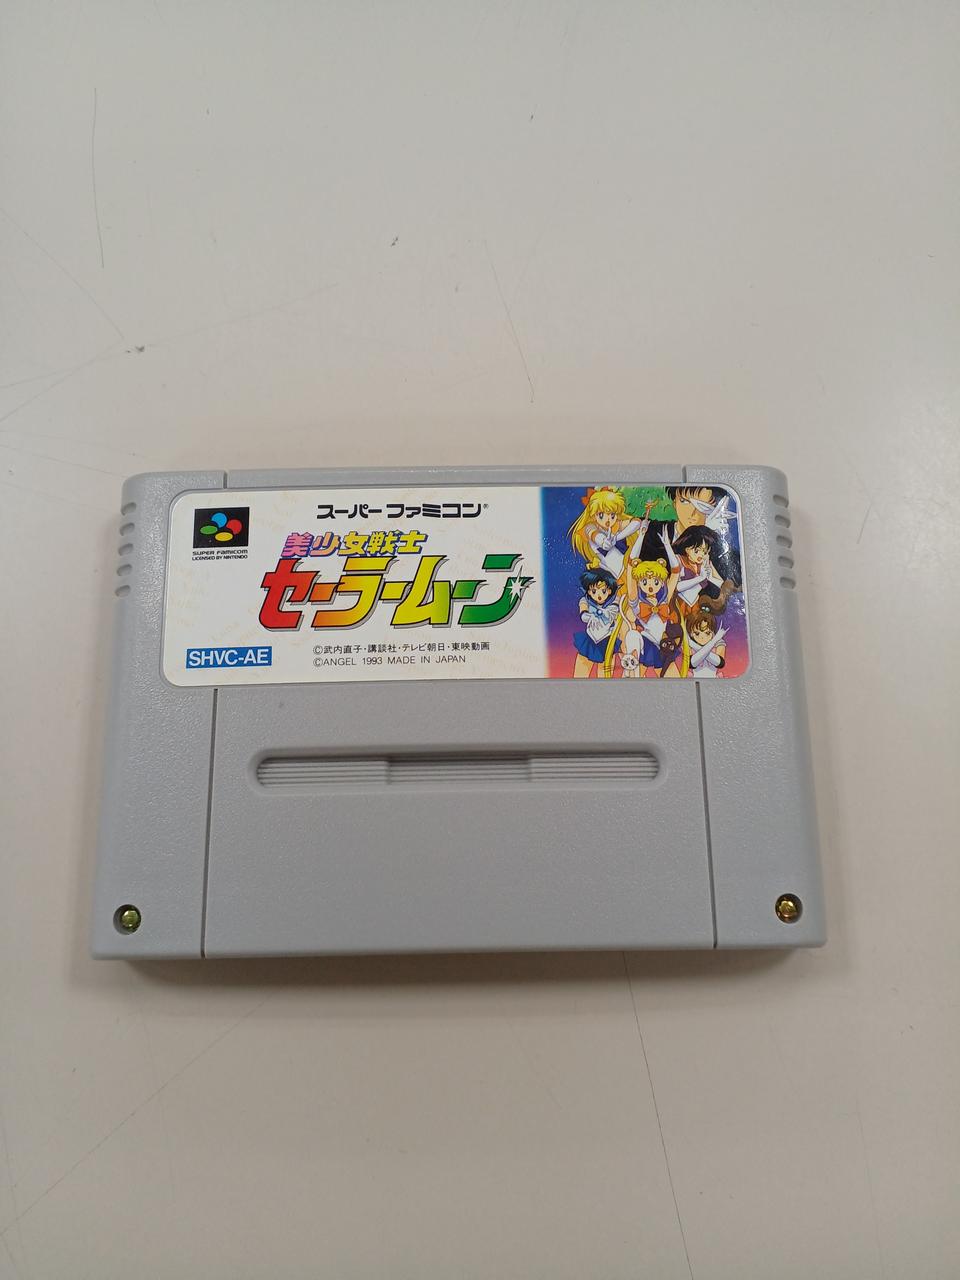 スーパーファミコン®
SUPER FAMICOM
LICENSED BY NINTENDO
美少女戦士
セーラームーン
SHVC-AE
©武内直子・講談社・テレビ朝日・東映動画
©ANGEL 1993 MADE IN JAPAN